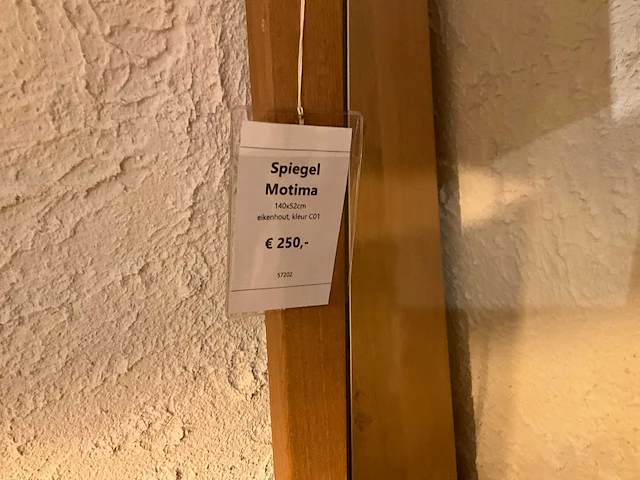 Spiegel
Motima
140x52cm
eikenhout, kleur C01
€ 250,-
57202